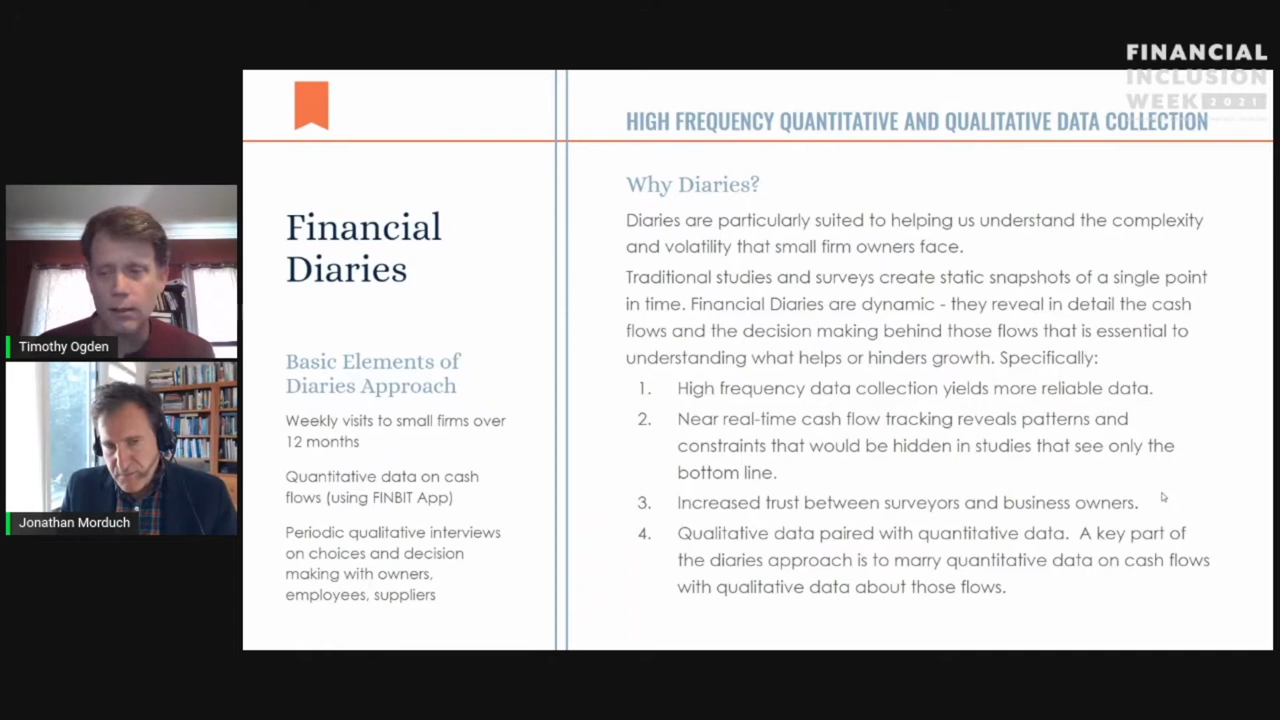 FINANCIAL
INCLUSION
WEEK 2021
HIGH FREQUENCY QUANTITATIVE AND QUALITATIVE DATA COLLECTION
Financial
Diaries
Basic Elements of
Diaries Approach
Weekly visits to small firms over
12 months
Quantitative data on cash
flows (using FINBIT App)
Periodic qualitative interviews
on choices and decision
making with owners,
employees, suppliers
Why Diaries?
Diaries are particularly suited to helping us understand the complexity
and volatility that small firm owners face.
Traditional studies and surveys create static snapshots of a single point
in time. Financial Diaries are dynamic - they reveal in detail the cash
flows and the decision making behind those flows that is essential to
understanding what helps or hinders growth. Specifically:
1. High frequency data collection yields more reliable data.
2. Near real-time cash flow tracking reveals patterns and
constraints that would be hidden in studies that see only the
bottom line.
3. Increased trust between surveyors and business owners.
4. Qualitative data paired with quantitative data. A key part of
the diaries approach is to marry quantitative data on cash flows
with qualitative data about those flows.
Timothy Ogden
Jonathan Morduch